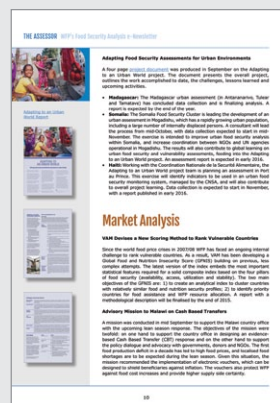 THE ASSESSOR WFP's Food Security Analysis e-Newsletter
Adapting Food Security Assessments for Urban Environments
A four page project document was produced in September on the Adapting
to an Urban World project. The document presents the overall project,
outlines the work accomplished to date, the challenges, lessons learned and
upcoming activities.
• Madagascar: The Madagascar urban assessment (in Antananarivo, Tulear
and Tamatave) has concluded data collection and is finalizing analysis. A
report is expected by the end of the year.
• Somalia: The Somalia Food Security Cluster is leading the development of an
urban assessment in Mogadishu, which has a rapidly growing urban population,
including a large number of internally displaced persons. A consultant will lead
the process from mid-October, with data collection expected to start in mid-
November. The exercise is intended to improve urban food security analysis
within Somalia, and increase coordination between NGOs and UN agencies
operational in Mogadishu. The results will also contribute to global learning on
urban food security and vulnerability assessments, feeding into the Adapting
to an Urban World project. An assessment report is expected in early 2016.
• Haiti: Working with the Coordination Nationale de la Sécurité Alimentaire, the
Adapting to an Urban World project team is planning an assessment in Port
au Prince. This exercise will identify indicators to be used in an urban food
security monitoring system, managed by the CNSA, and will also contribute
to overall project learning. Data collection is expected to start in November,
with a report published in early 2016.
Adapting to an Urban
World Report
Market Analysis
VAM Devises a New Scoring Method to Rank Vulnerable Countries
Since the world food price crises in 2007/08 WFP has faced an ongoing internal
challenge to rank vulnerable countries. As a result, VAM has been developing a
Global Food and Nutrition Insecurity Score (GFNIS) building on previous, less
complex attempts. The latest version of the index embeds the most important
statistical features required for a solid composite index based on the four pillars
of food security (availability, access, utilization and stability). The two main
objectives of the GFNIS are: 1) to create an analytical index to cluster countries
with relatively similar food and nutrition security profiles; 2) to identify priority
countries for food assistance and WFP resource allocation. A report with a
methodological description will be finalised by the end of 2015.
Advisory Mission to Malawi on Cash Based Transfers
A mission was conducted in mid September to support the Malawi country office
with the upcoming lean season response. The objectives of the mission were
twofold: on one hand to support the country office in designing an evidence-
based Cash Based Transfer (CBT) response and on the other hand to support
the policy dialogue and advocacy with governments, donors and NGOs. The first
food production deficit in a decade has led to high food prices, and localised food
shortages are to be expected during the lean season. Given this situation, the
mission recommended the implementation of electronic vouchers, which can be
designed to shield beneficiaries against inflation. The vouchers also protect WFP
against food cost increases and provide higher supply side certainty.
10